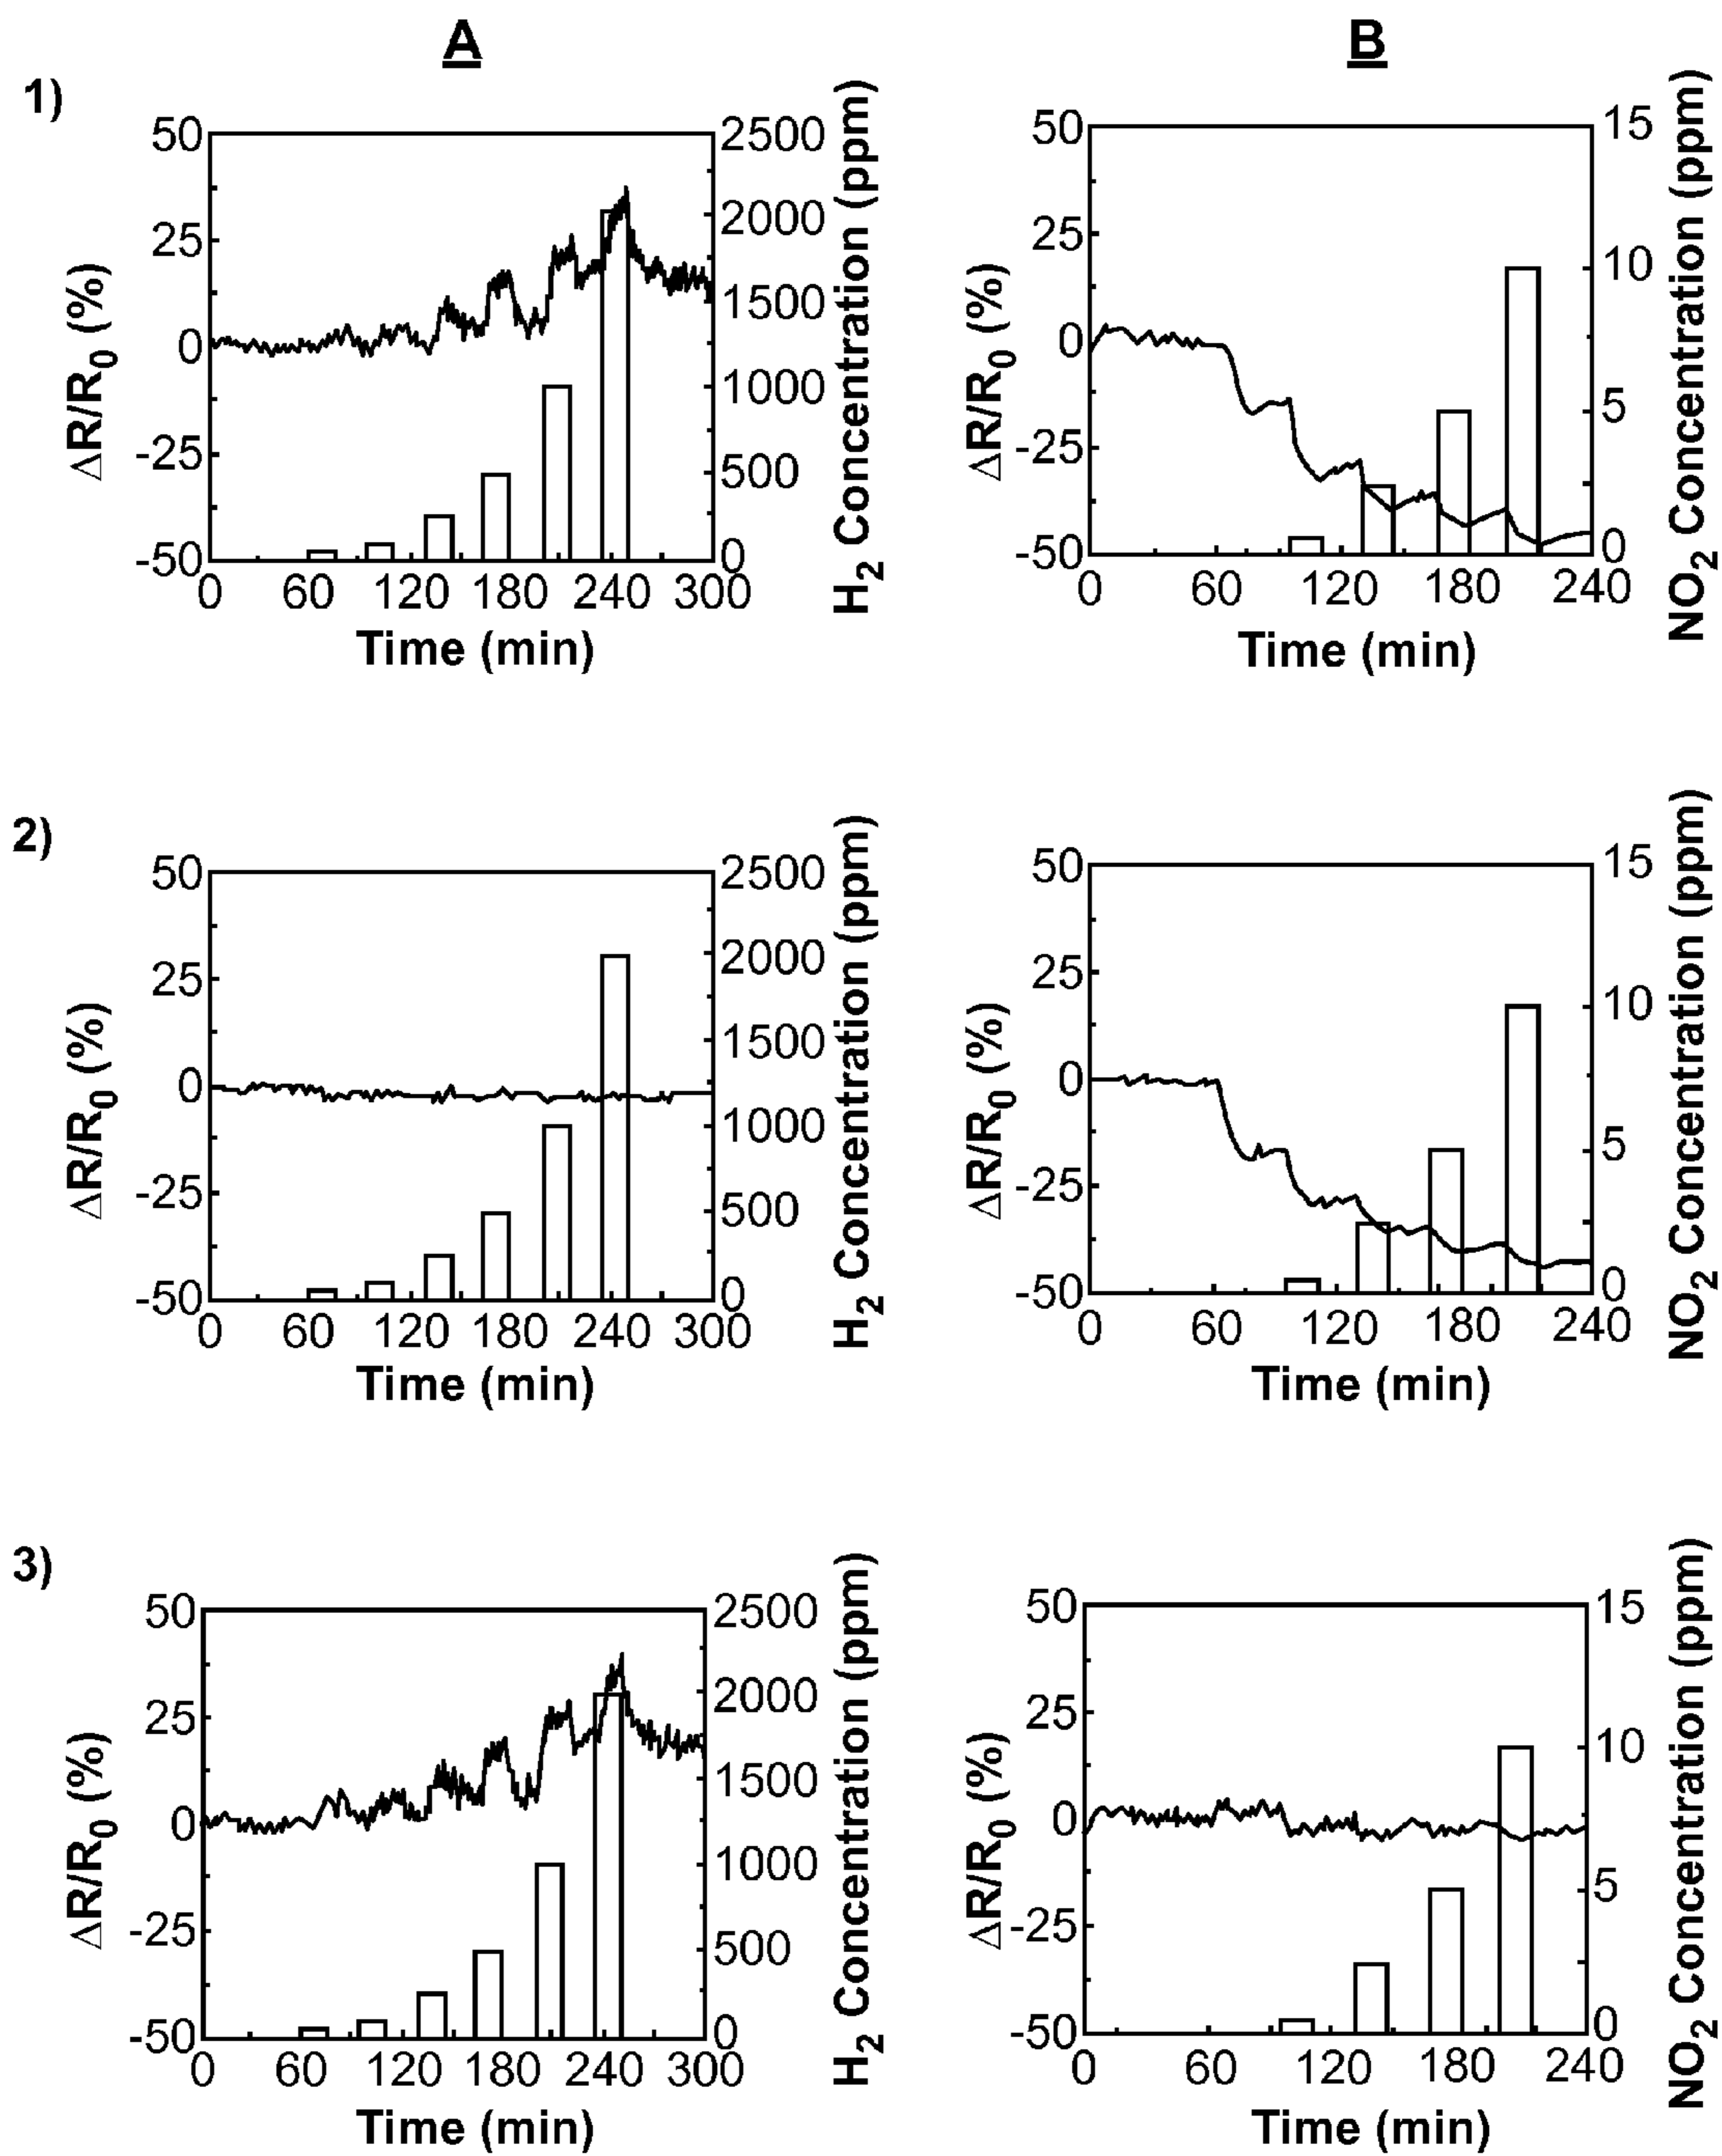 A
B
1)
50
25
0
-25
-50
ΔR/R0 (%)
0 60 120 180 240 300
Time (min)
2500
2000
1500
1000
500
0
H2 Concentration (ppm)
50
25
0
-25
-50
ΔR/R0 (%)
0 60 120 180 240
Time (min)
15
10
5
0
NO2 Concentration (ppm)
2)
50
25
0
-25
-50
ΔR/R0 (%)
0 60 120 180 240 300
Time (min)
2500
2000
1500
1000
500
0
H2 Concentration (ppm)
50
25
0
-25
-50
ΔR/R0 (%)
0 60 120 180 240
Time (min)
15
10
5
0
NO2 Concentration (ppm)
3)
50
25
0
-25
-50
ΔR/R0 (%)
0 60 120 180 240 300
Time (min)
2500
2000
1500
1000
500
0
H2 Concentration (ppm)
50
25
0
-25
-50
ΔR/R0 (%)
0 60 120 180 240
Time (min)
15
10
5
0
NO2 Concentration (ppm)